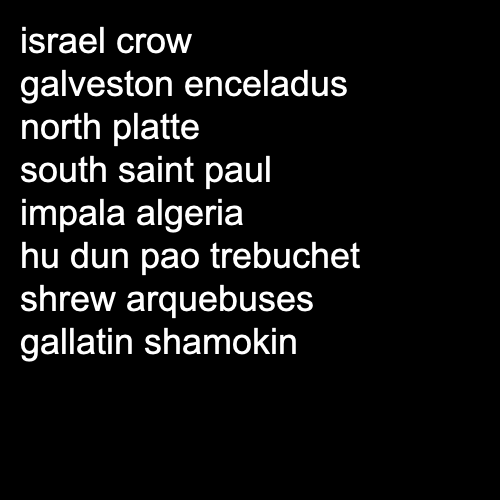 israel crow
galveston enceladus
north platte
south saint paul
impala algeria
hu dun pao trebuchet
shrew arquebuses
gallatin shamokin